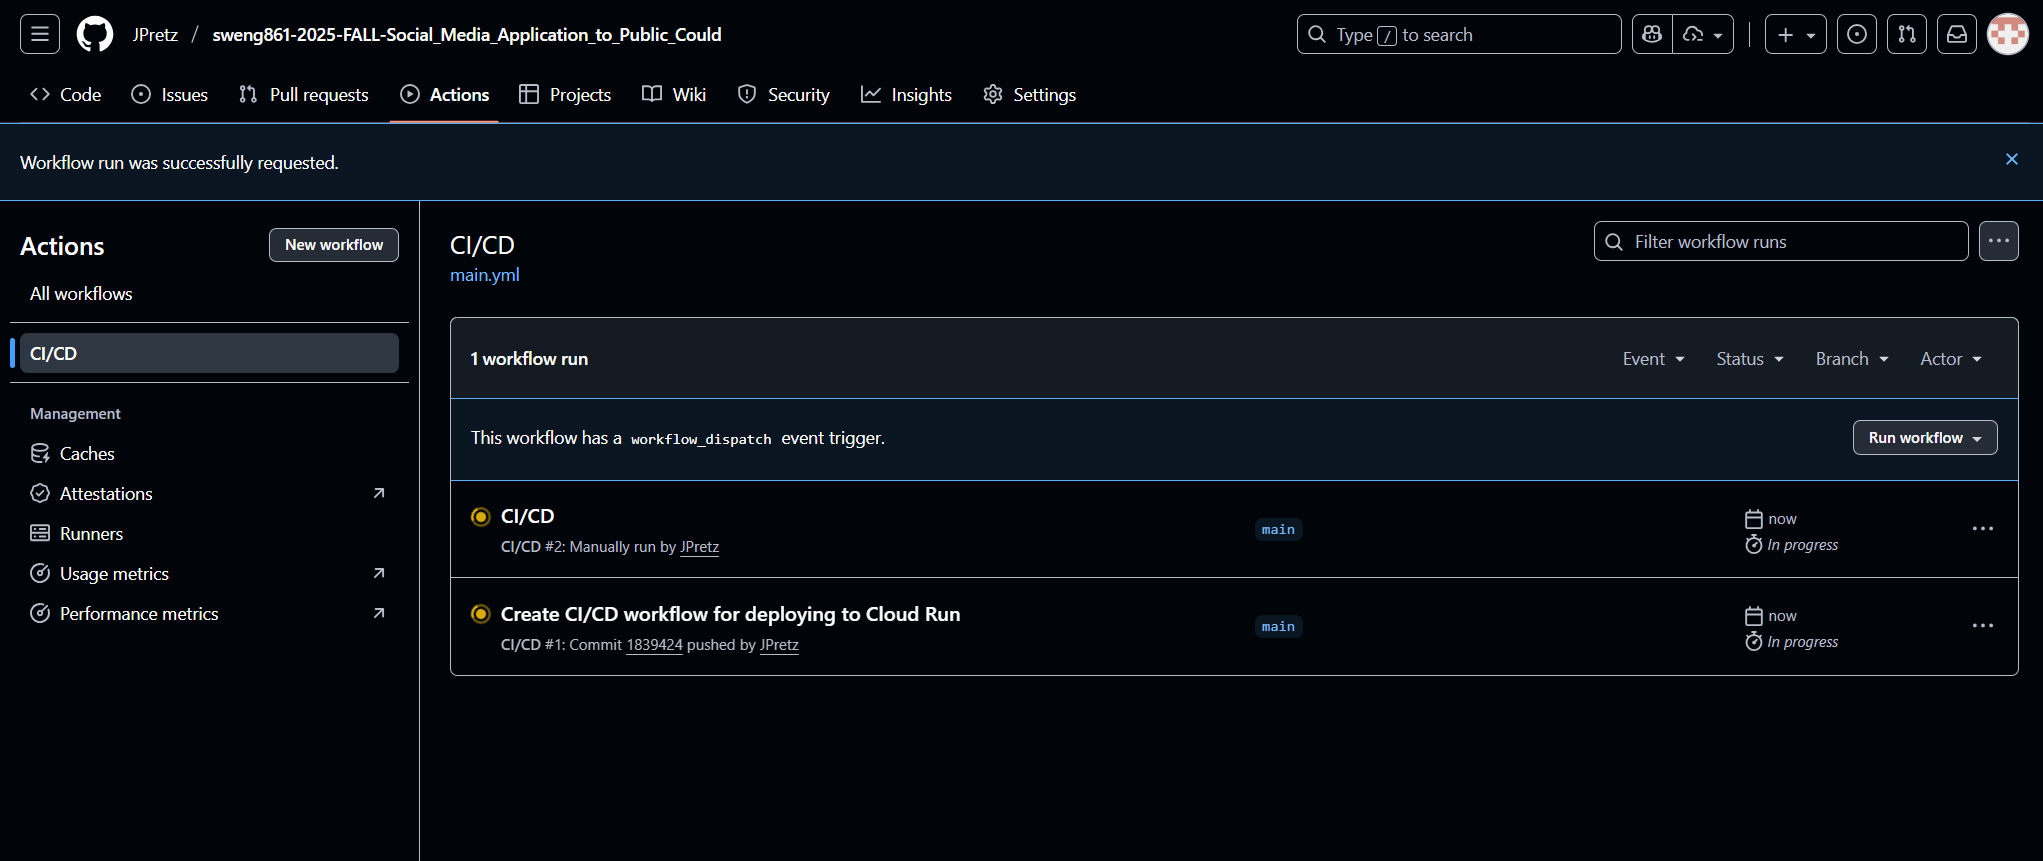 JPretz / sweng861-2025-FALL-Social_Media_Application_to_Public_Could
Type / to search
Code Issues Pull requests Actions Projects Wiki Security Insights Settings
Workflow run was successfully requested.
Actions
New workflow
All workflows
CI/CD
Management
Caches
Attestations
Runners
Usage metrics
Performance metrics
CI/CD
main.yml
Filter workflow runs
1 workflow run
Event Status Branch Actor
This workflow has a workflow_dispatch event trigger.
Run workflow
CI/CD
CI/CD #2: Manually run by JPretz
main
now
In progress
Create CI/CD workflow for deploying to Cloud Run
CI/CD #1: Commit 1839424 pushed by JPretz
main
now
In progress